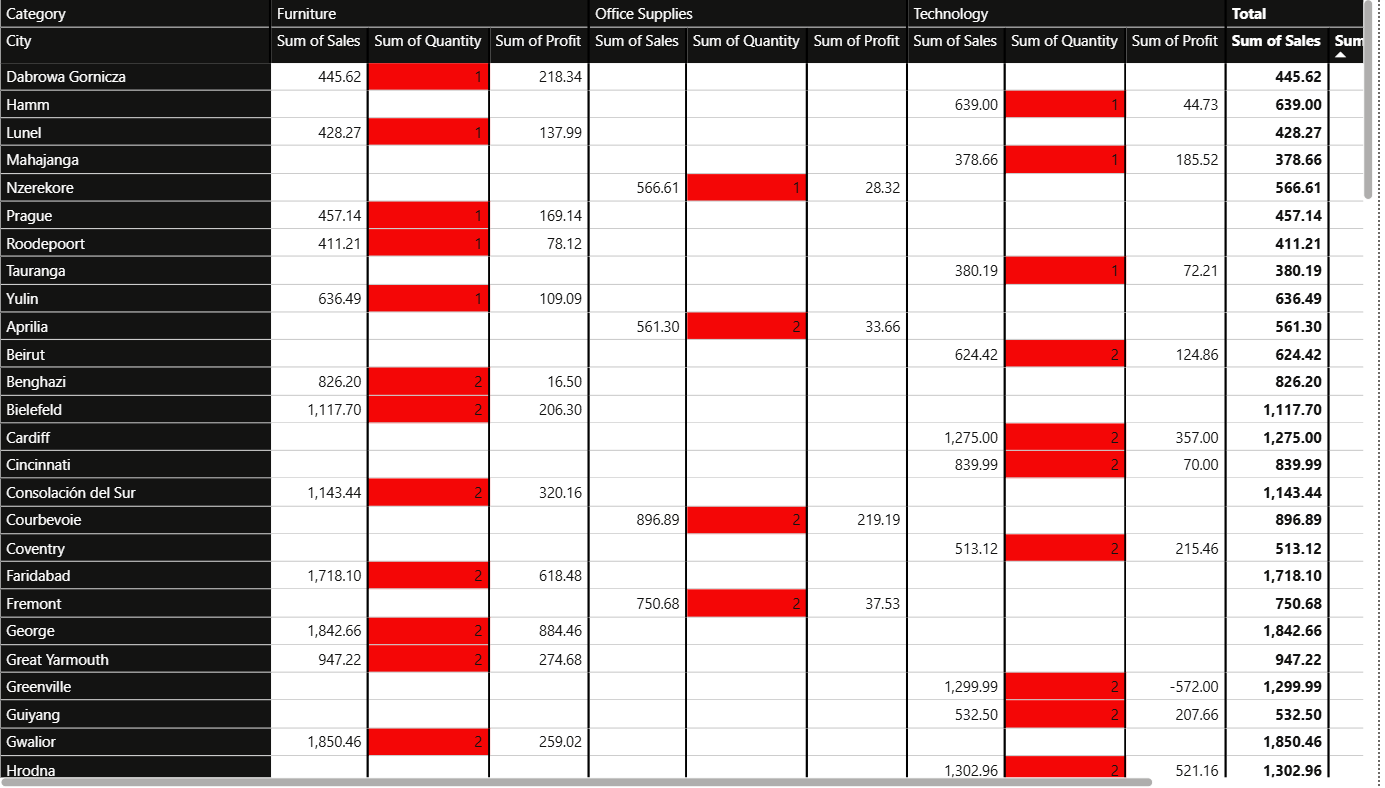 Category Furniture Office Supplies Technology Total
City Sum of Sales Sum of Quantity Sum of Profit Sum of Sales Sum of Quantity Sum of Profit Sum of Sales Sum of Quantity Sum of Profit Sum of Sales Sum
Dabrowa Gornicza 445.62 1 218.34 445.62
Hamm 639.00 1 44.73 639.00
Lunel 428.27 1 137.99 428.27
Mahajanga 378.66 1 185.52 378.66
Nzerekore 566.61 1 28.32 566.61
Prague 457.14 1 169.14 457.14
Roodepoort 411.21 1 78.12 411.21
Tauranga 380.19 1 72.21 380.19
Yulin 636.49 1 109.09 636.49
Aprilia 561.30 2 33.66 561.30
Beirut 624.42 2 124.86 624.42
Benghazi 826.20 2 16.50 826.20
Bielefeld 1,117.70 2 206.30 1,117.70
Cardiff 1,275.00 2 357.00 1,275.00
Cincinnati 839.99 2 70.00 839.99
Consolación del Sur 1,143.44 2 320.16 1,143.44
Courbevoie 896.89 2 219.19 896.89
Coventry 513.12 2 215.46 513.12
Faridabad 1,718.10 2 618.48 1,718.10
Fremont 750.68 2 37.53 750.68
George 1,842.66 2 884.46 1,842.66
Great Yarmouth 947.22 2 274.68 947.22
Greenville 1,299.99 2 -572.00 1,299.99
Guiyang 532.50 2 207.66 532.50
Gwalior 1,850.46 2 259.02 1,850.46
Hrodna 1,302.96 2 521.16 1,302.96